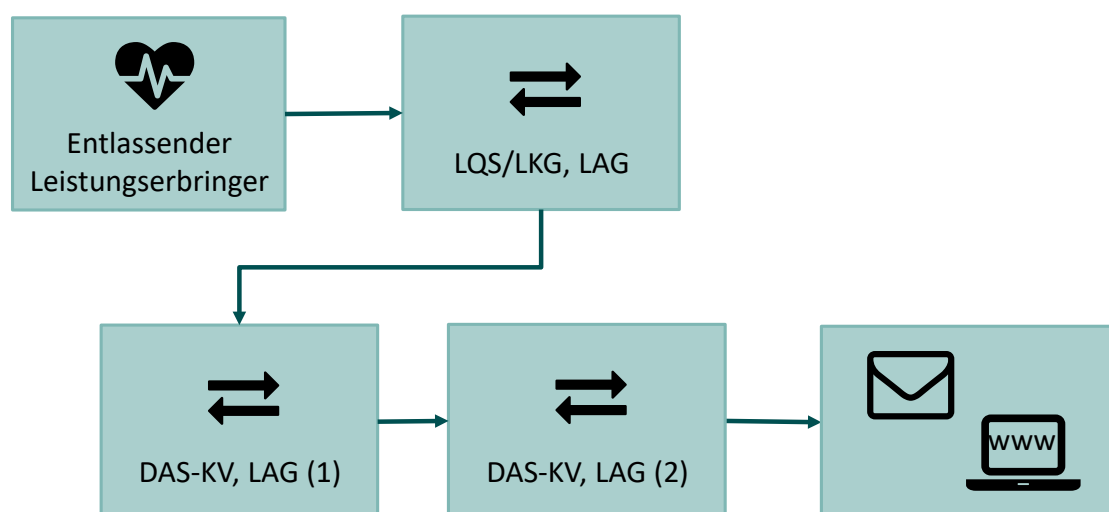 Entlassender
Leistungserbringer
LQS/LKG, LAG
DAS-KV, LAG (1)
DAS-KV, LAG (2)
www